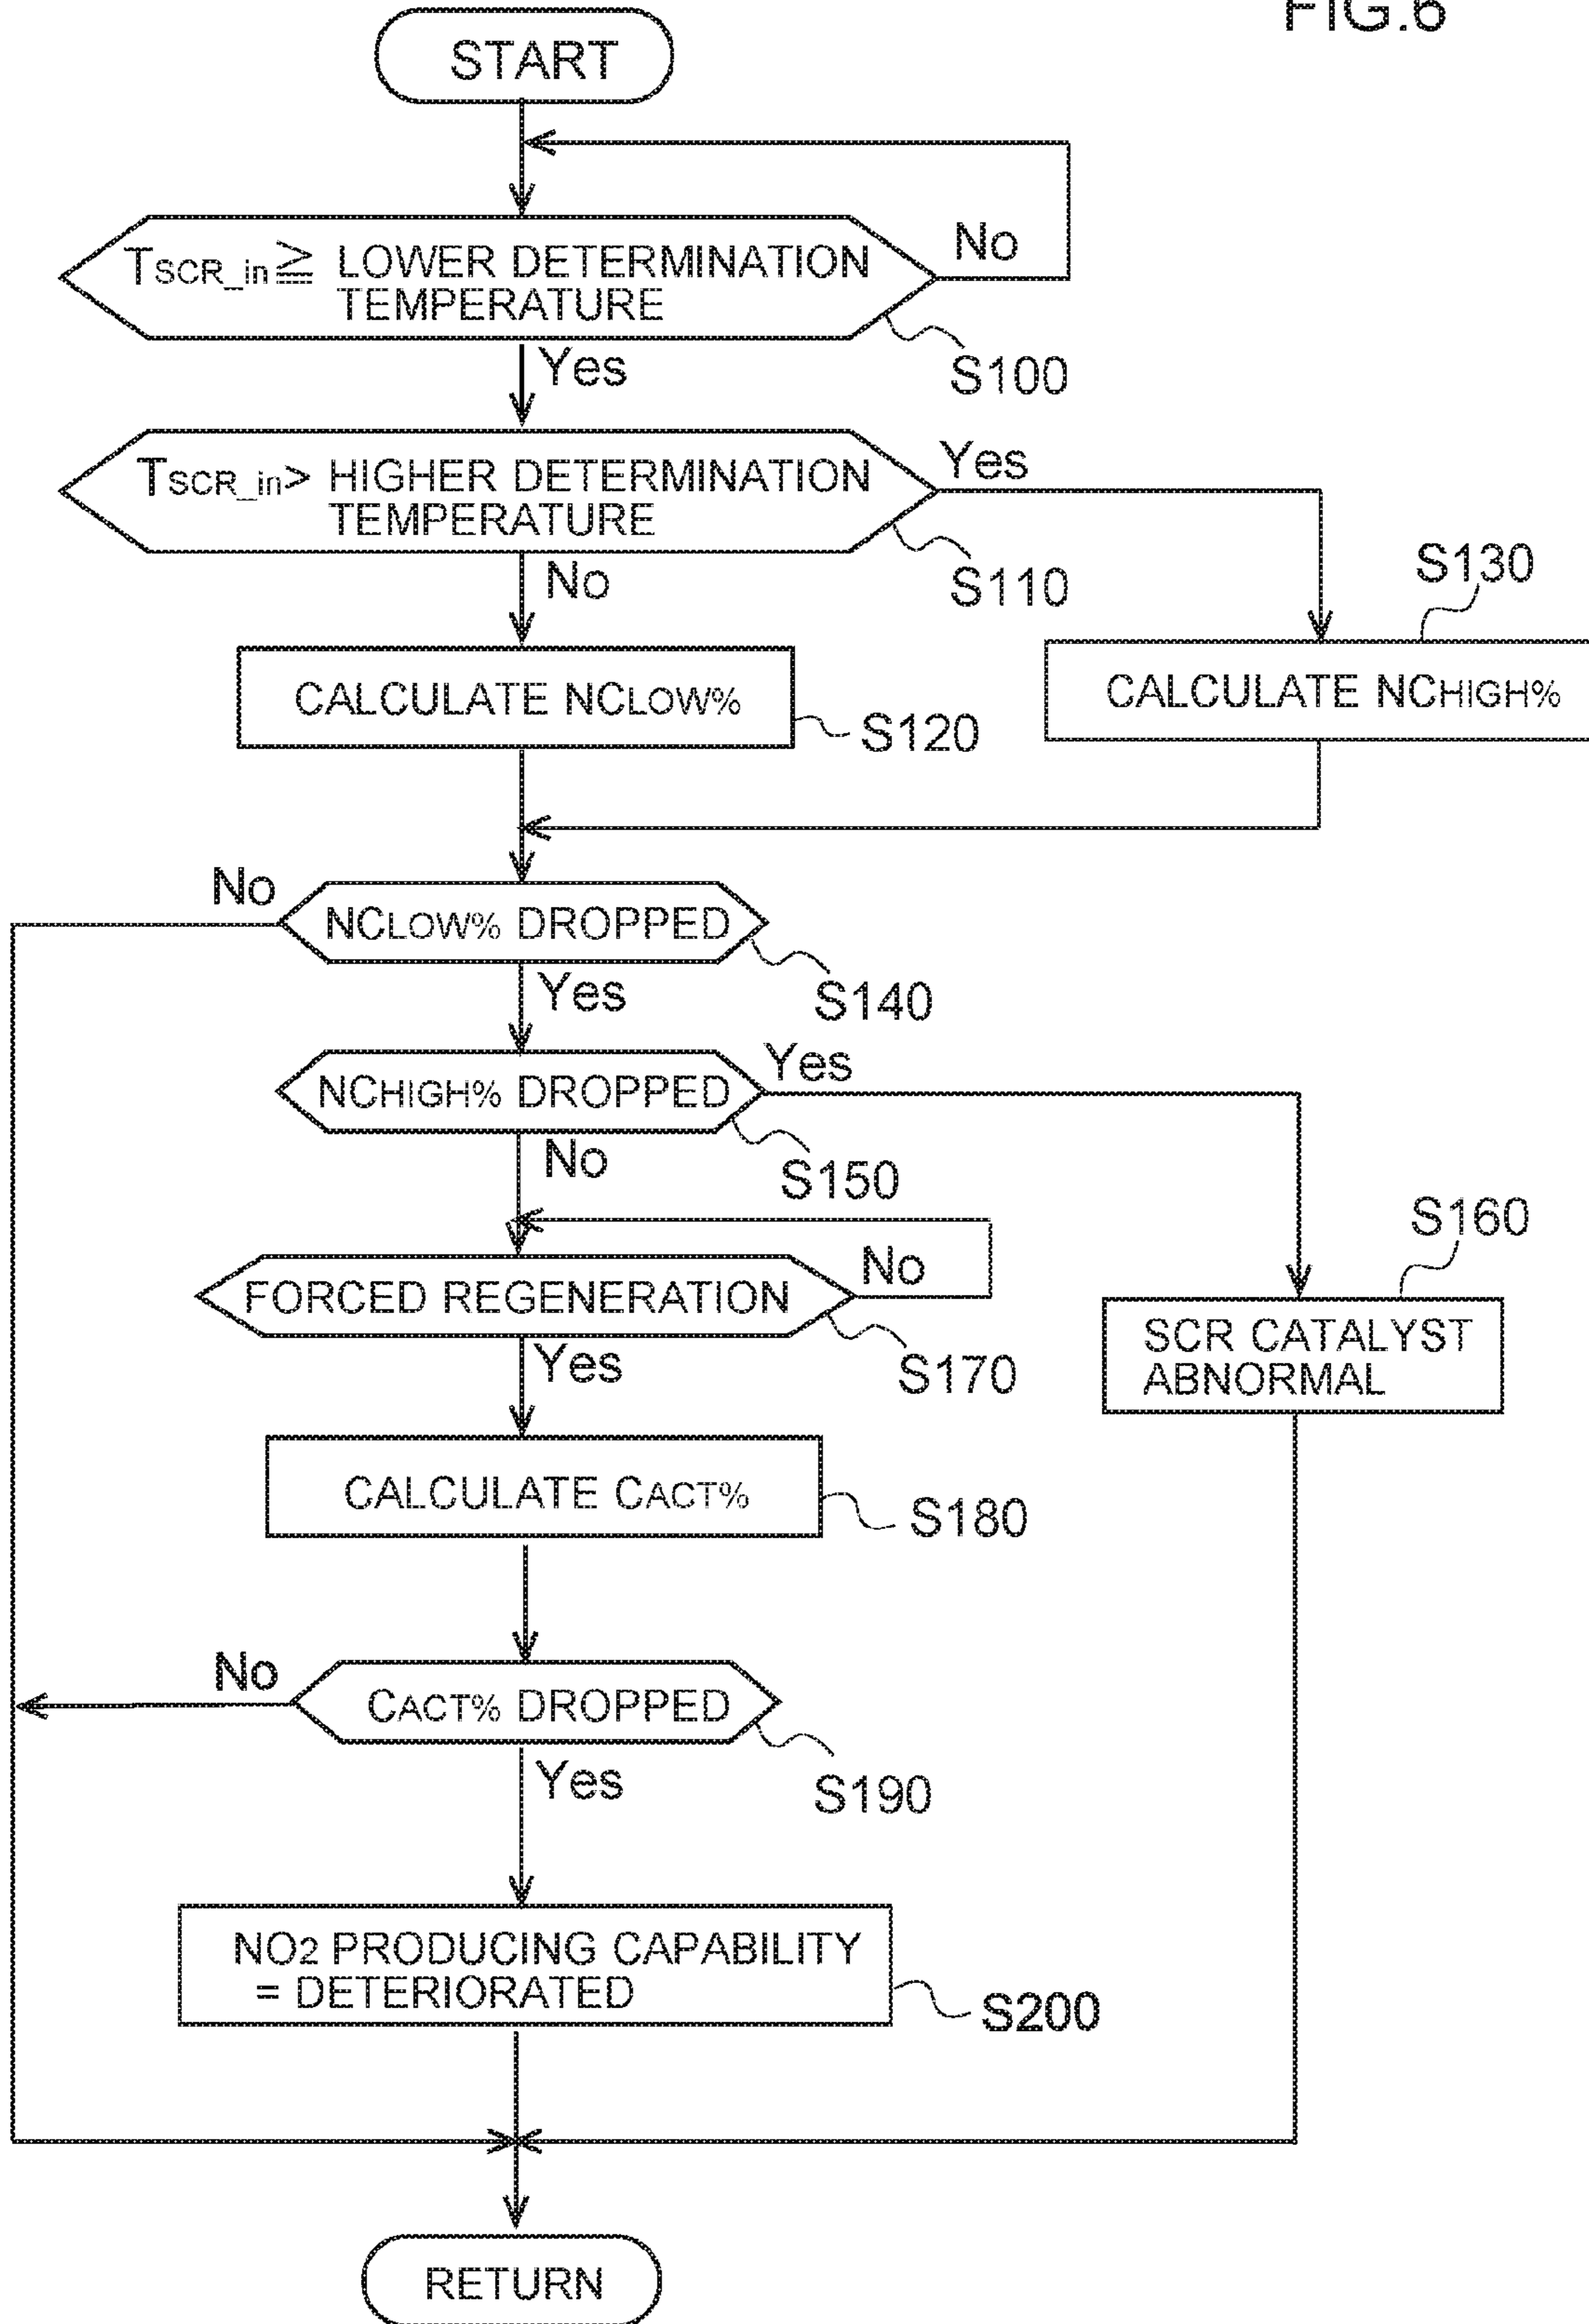 FIG.6
START
TSCR_in ≧ LOWER DETERMINATION
TEMPERATURE
No
S100
Yes
TSCR_in > HIGHER DETERMINATION
TEMPERATURE
Yes
S110
No
S130
CALCULATE NCLOW%
S120
CALCULATE NCHIGH%
No
NCLOW% DROPPED
S140
Yes
NCHIGH% DROPPED
Yes
S150
No
S160
FORCED REGENERATION
No
S170
Yes
SCR CATALYST
ABNORMAL
CALCULATE CACT%
S180
No
CACT% DROPPED
S190
Yes
NO2 PRODUCING CAPABILITY
= DETERIORATED
S200
RETURN